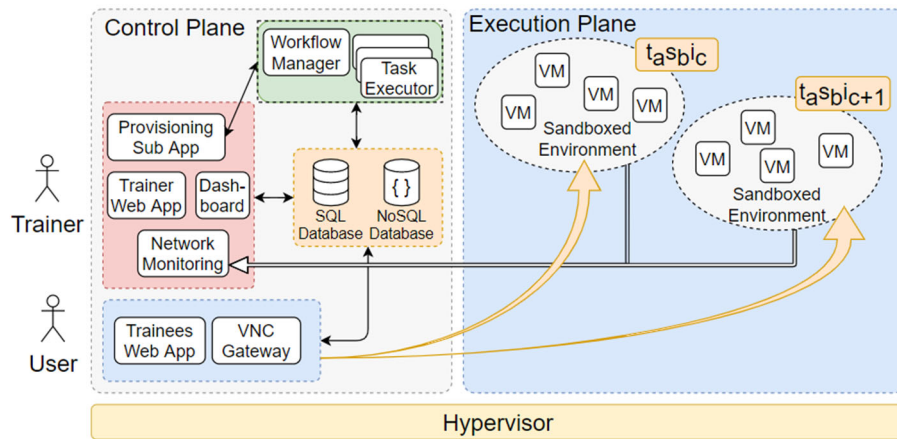 Control Plane
Workflow
Manager
Task
Executor
Provisioning
Sub App
Trainer
Web App
Dash-
board
Network
Monitoring
SQL
Database
NoSQL
Database
{ }
Trainees
Web App
VNC
Gateway
Trainer
User
Execution Plane
tasbic
VM
VM
VM
VM
Sandboxed
Environment
tasbic+1
VM
VM
VM
VM
Sandboxed
Environment
Hypervisor